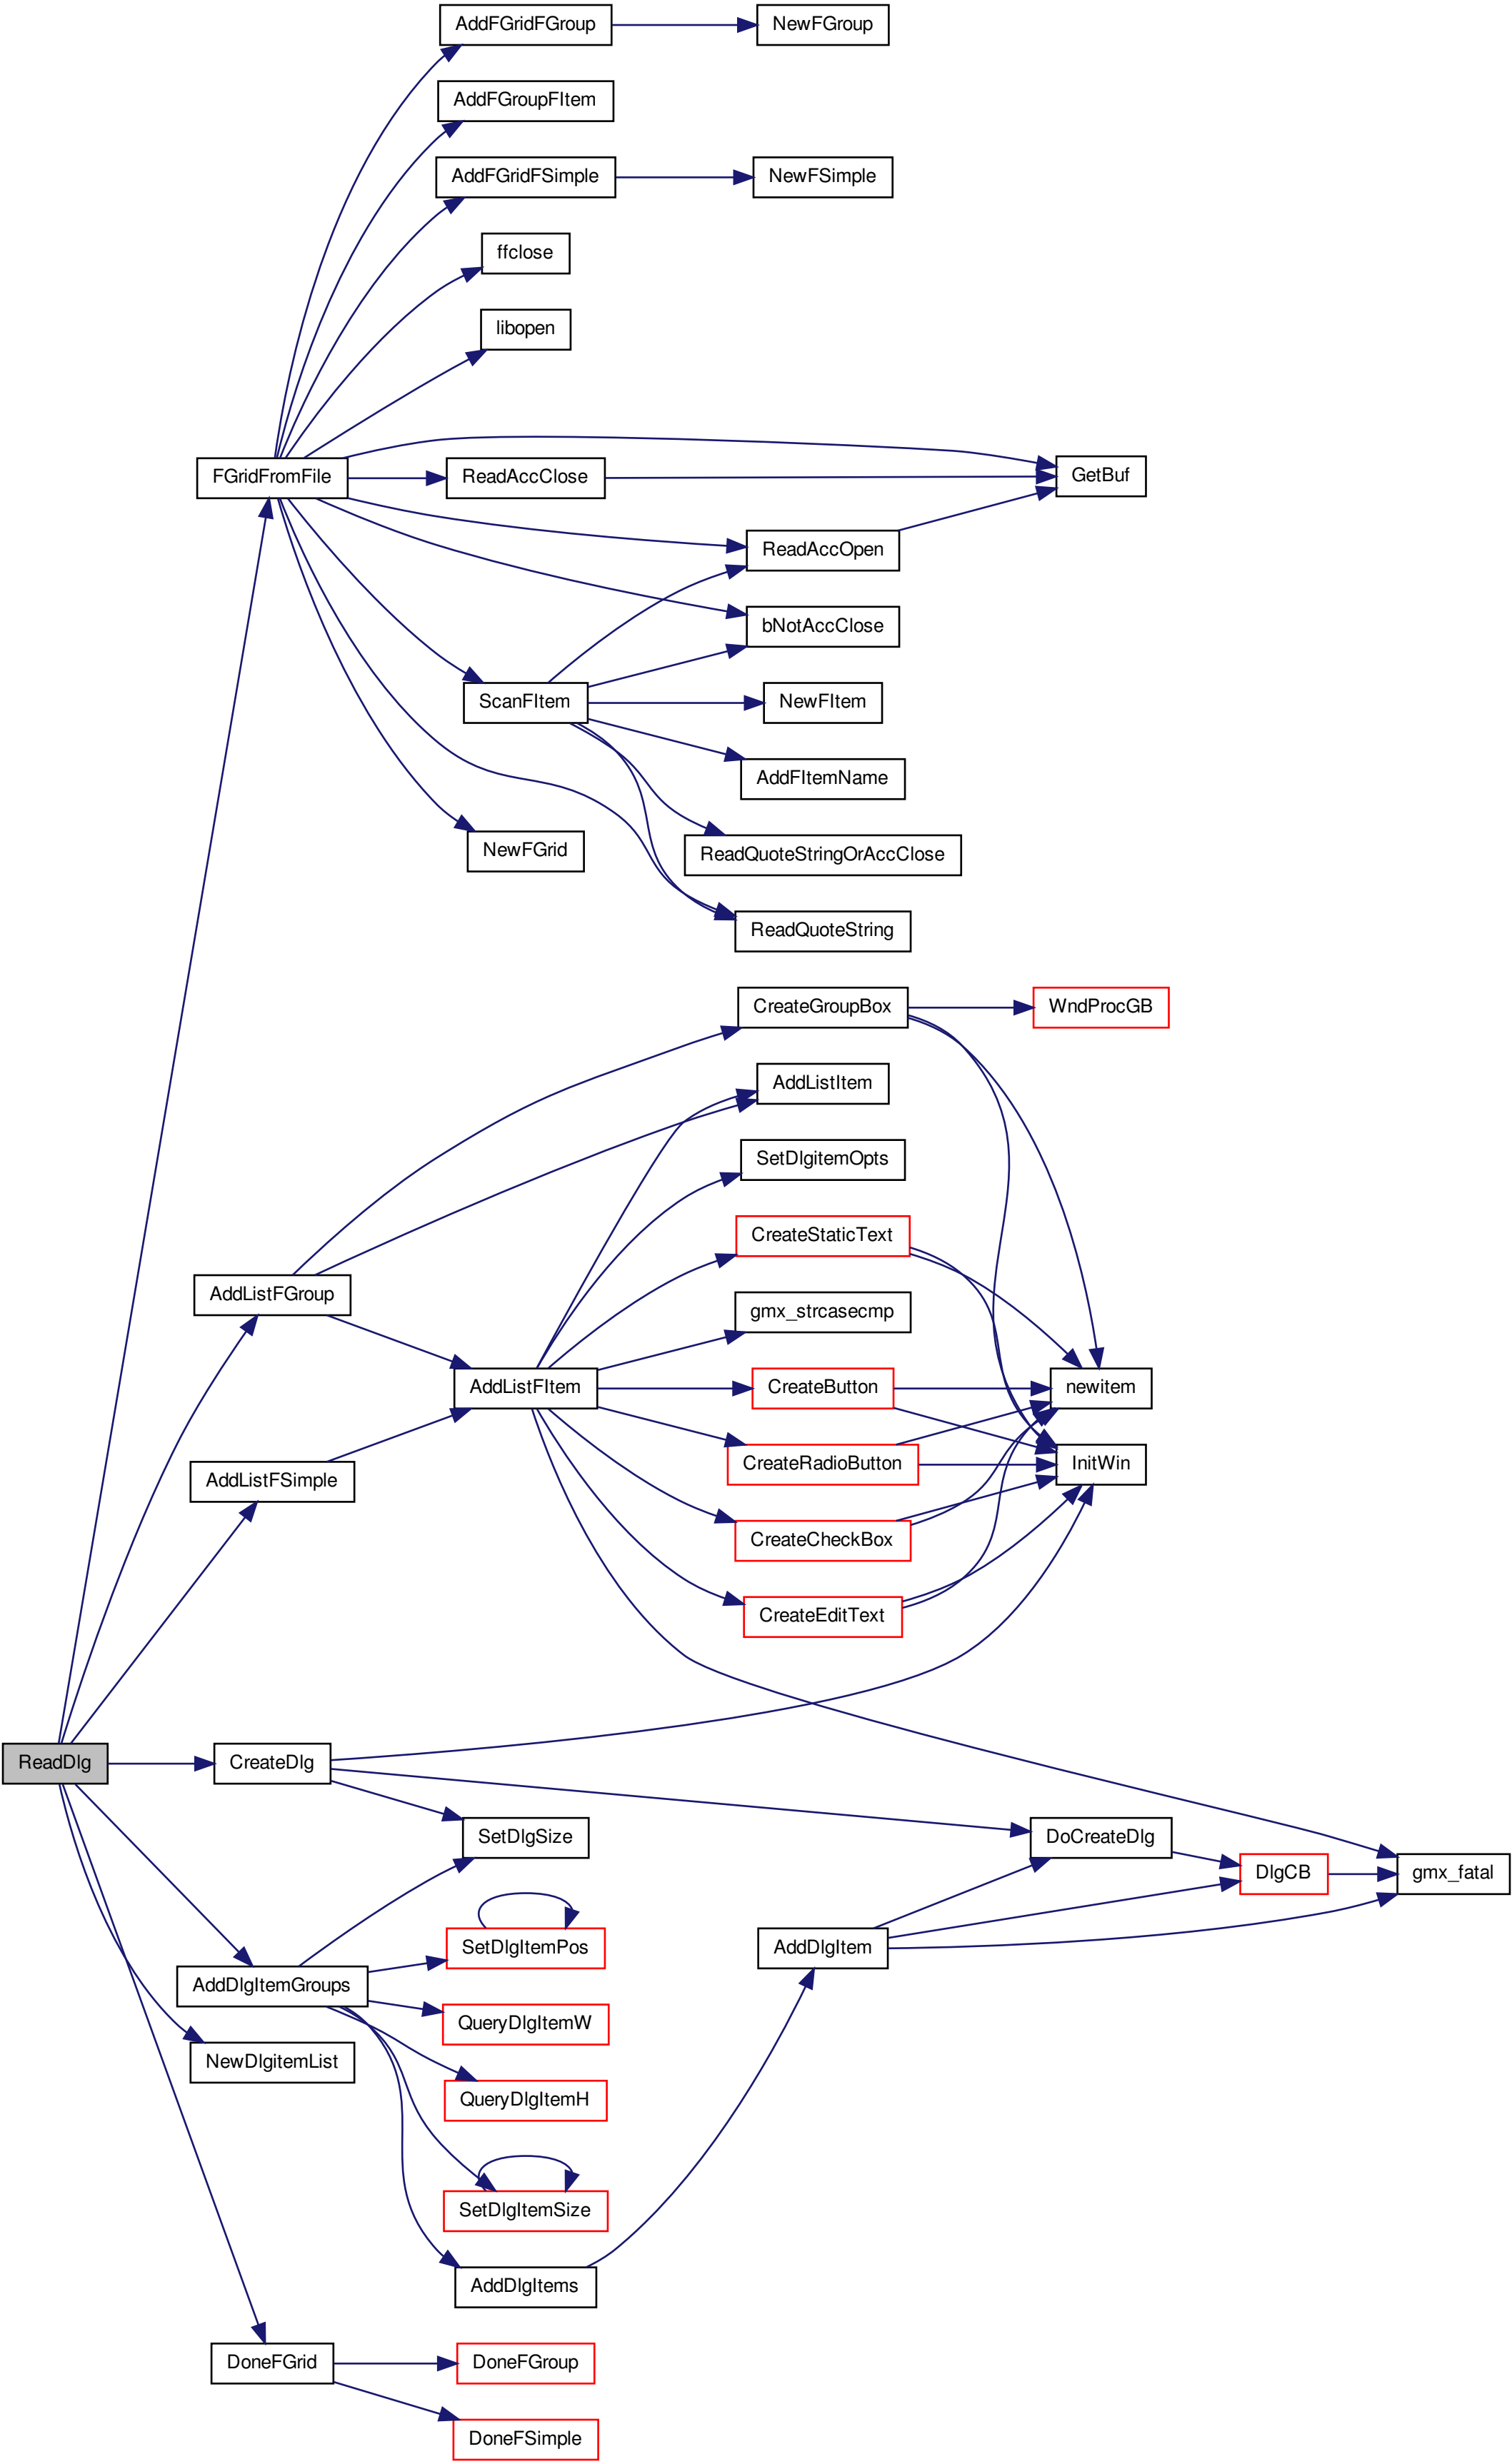 AddFGridFGroup
NewFGroup
AddFGroupFItem
AddFGridFSimple
NewFSimple
ffclose
libopen
FGridFromFile
ReadAccClose
GetBuf
ReadAccOpen
bNotAccClose
ScanFItem
NewFItem
AddFItemName
NewFGrid
ReadQuoteStringOrAccClose
ReadQuoteString
CreateGroupBox
WndProcGB
AddListItem
SetDlgitemOpts
CreateStaticText
AddListFGroup
gmx_strcasecmp
AddListFItem
CreateButton
newitem
AddListFSimple
CreateRadioButton
InitWin
CreateCheckBox
CreateEditText
ReadDlg
CreateDlg
SetDlgSize
DoCreateDlg
DlgCB
gmx_fatal
SetDlgItemPos
AddDlgItem
AddDlgItemGroups
QueryDlgItemW
NewDlgitemList
QueryDlgItemH
SetDlgItemSize
AddDlgItems
DoneFGrid
DoneFGroup
DoneFSimple